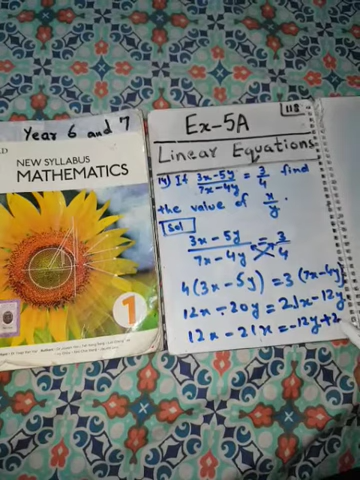 Year 6 and 7
NEW SYLLABUS
MATHEMATICS
1
118
Ex-5A
Linear Equations
14) If 3x-5y/7x-4y = 3/4 find
the value of x/y.
Sol
3x-5y/7x-4y = 3/4
4(3x-5y) = 3(7x-4y)
12x-20y = 21x-12y
12x-21x = -12y+2